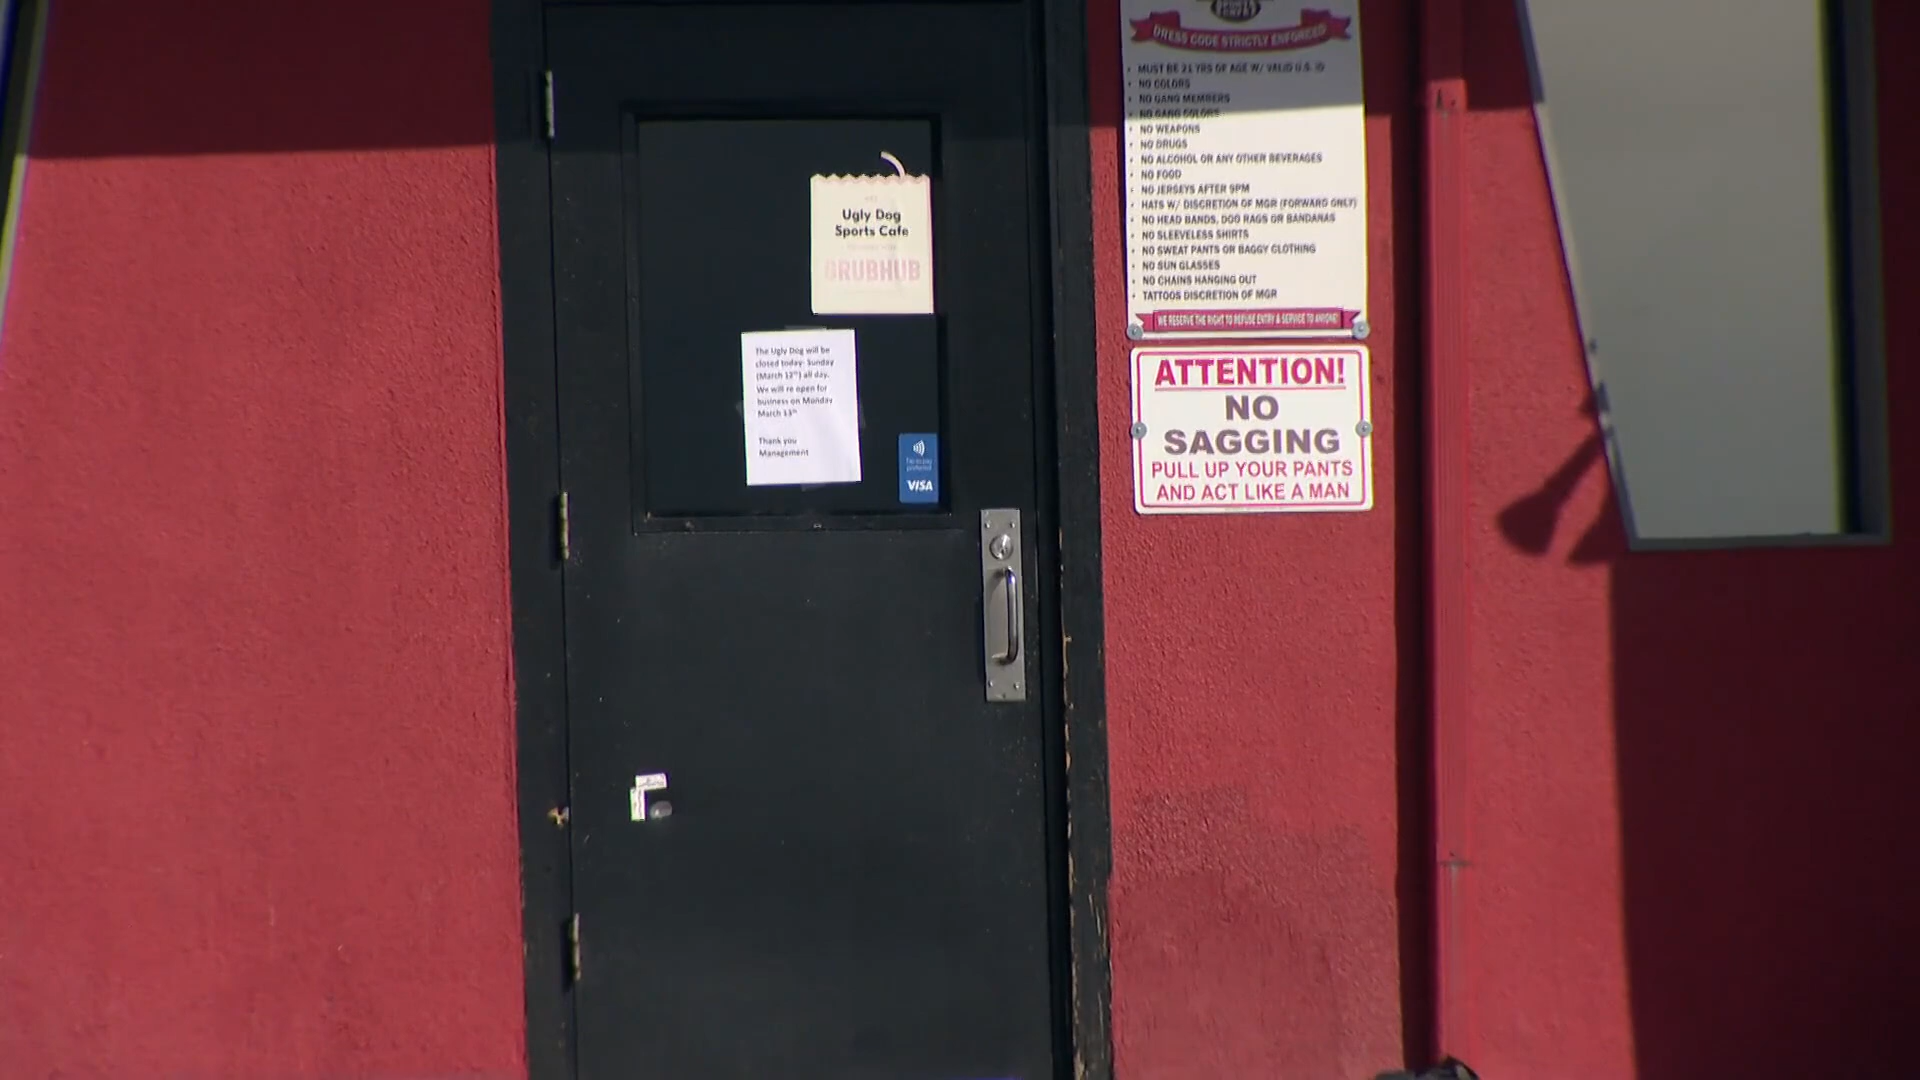 Ugly Dog
Sports Cafe
GRUBHUB
The Ugly Dog will be
closed today- Sunday
(March 12th) all day.
We will re open for
business on Monday
March 13th
Thank you
Management
Tap to pay
preferred
VISA
DRESS CODE STRICTLY ENFORCED
• MUST BE 21 YRS OF AGE W/ VALID U.S. ID
• NO COLORS
• NO GANG MEMBERS
• NO GANG COLORS
• NO WEAPONS
• NO DRUGS
• NO ALCOHOL OR ANY OTHER BEVERAGES
• NO FOOD
• NO JERSEYS AFTER 9PM
• HATS W/ DISCRETION OF MGR (FORWARD ONLY)
• NO HEAD BANDS, DOO RAGS OR BANDANAS
• NO SLEEVELESS SHIRTS
• NO SWEAT PANTS OR BAGGY CLOTHING
• NO SUN GLASSES
• NO CHAINS HANGING OUT
• TATTOOS DISCRETION OF MGR
WE RESERVE THE RIGHT TO REFUSE ENTRY & SERVICE TO ANYONE!
ATTENTION!
NO
SAGGING
PULL UP YOUR PANTS
AND ACT LIKE A MAN